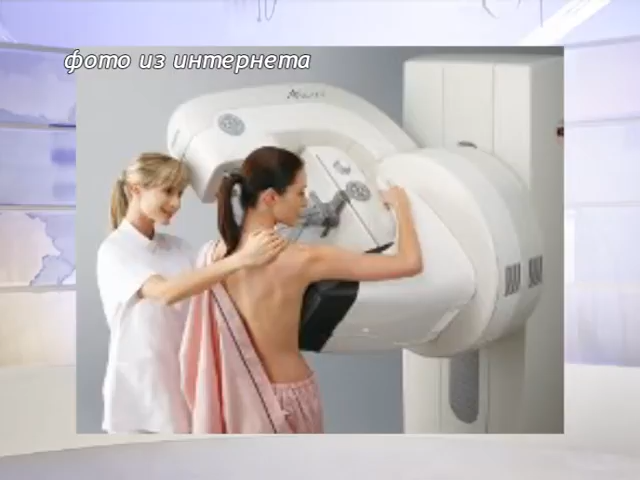 фото из интернета